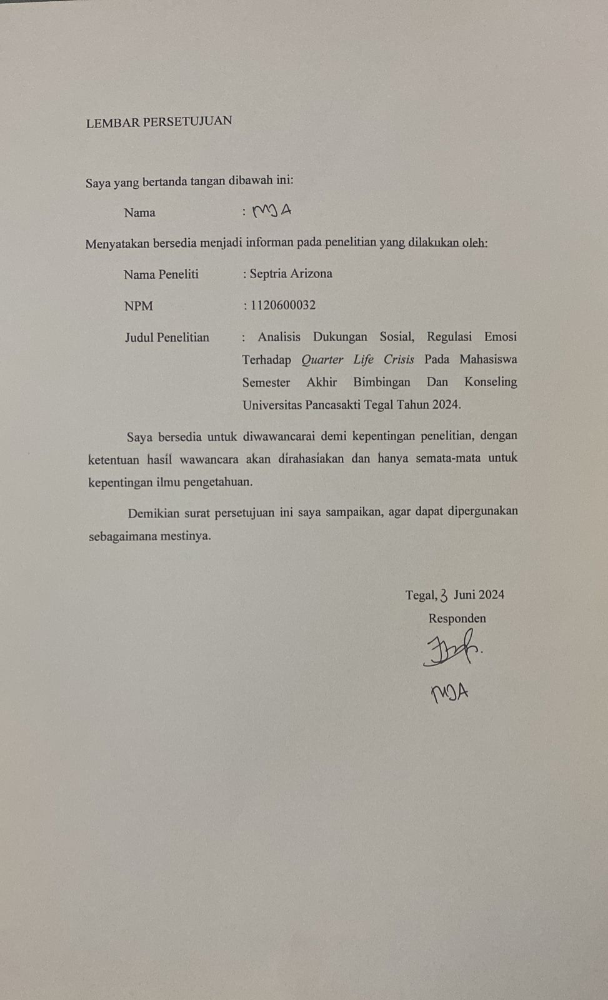 LEMBAR PERSETUJUAN
Saya yang bertanda tangan dibawah ini:
Nama : MJA
Menyatakan bersedia menjadi informan pada penelitian yang dilakukan oleh:
Nama Peneliti : Septria Arizona
NPM : 1120600032
Judul Penelitian : Analisis Dukungan Sosial, Regulasi Emosi
Terhadap Quarter Life Crisis Pada Mahasiswa
Semester Akhir Bimbingan Dan Konseling
Universitas Pancasakti Tegal Tahun 2024.
Saya bersedia untuk diwawancarai demi kepentingan penelitian, dengan
ketentuan hasil wawancara akan dirahasiakan dan hanya semata-mata untuk
kepentingan ilmu pengetahuan.
Demikian surat persetujuan ini saya sampaikan, agar dapat dipergunakan
sebagaimana mestinya.
Tegal, 3 Juni 2024
Responden
MJA